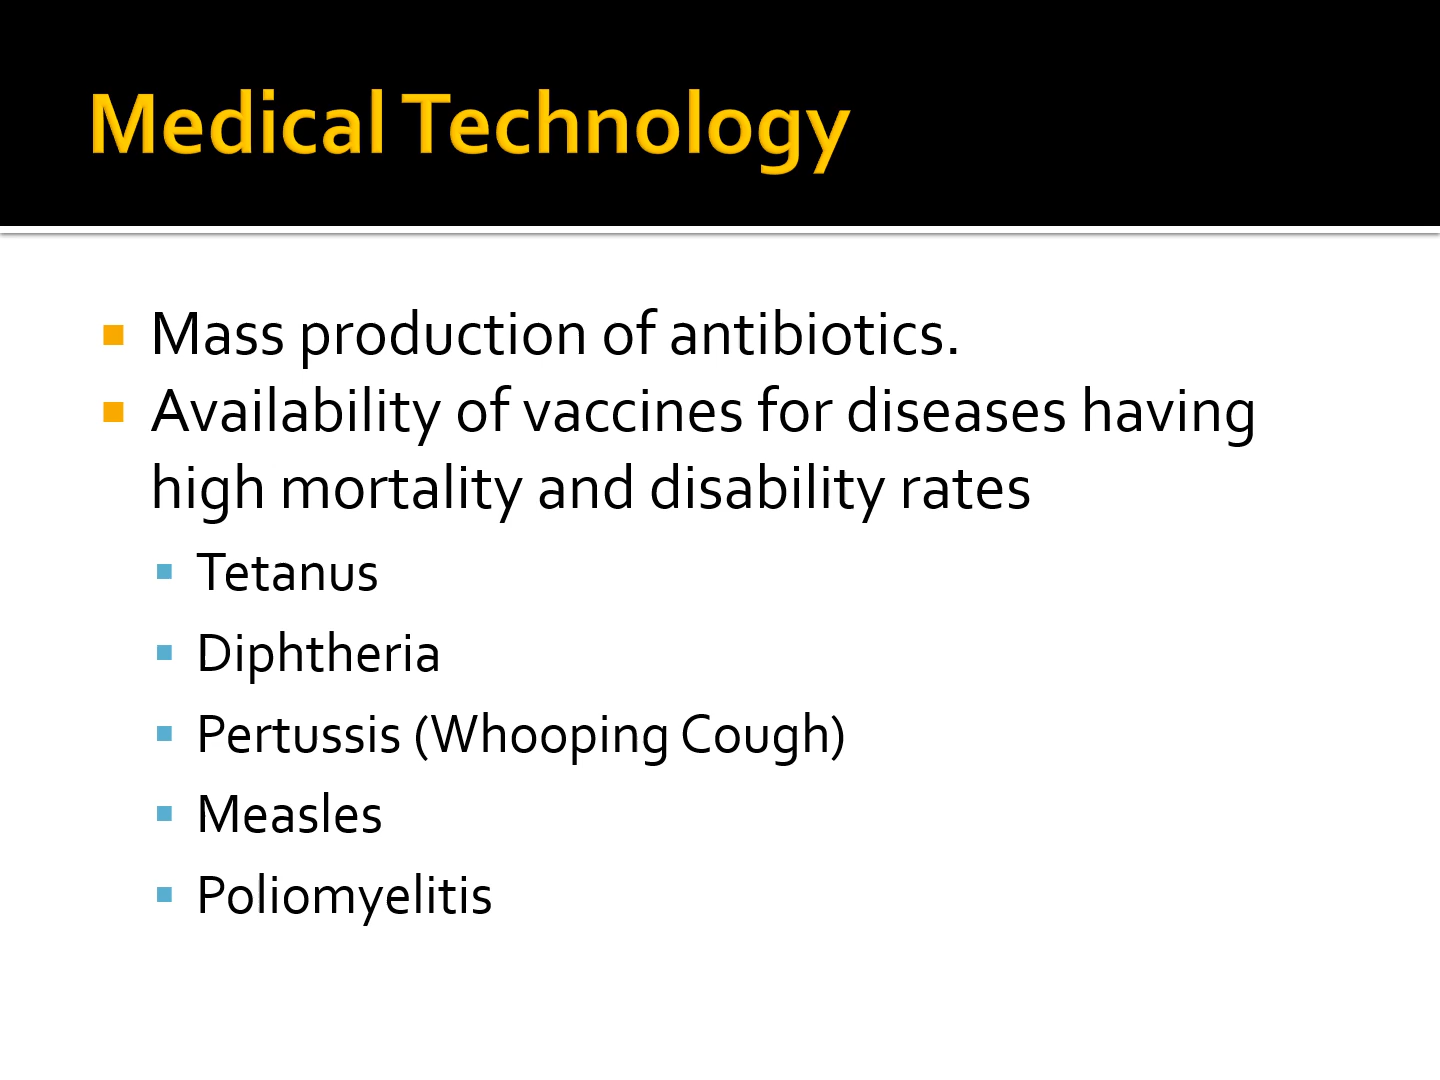 Medical Technology
Mass production of antibiotics.
Availability of vaccines for diseases having
high mortality and disability rates
Tetanus
Diphtheria
Pertussis (Whooping Cough)
Measles
Poliomyelitis